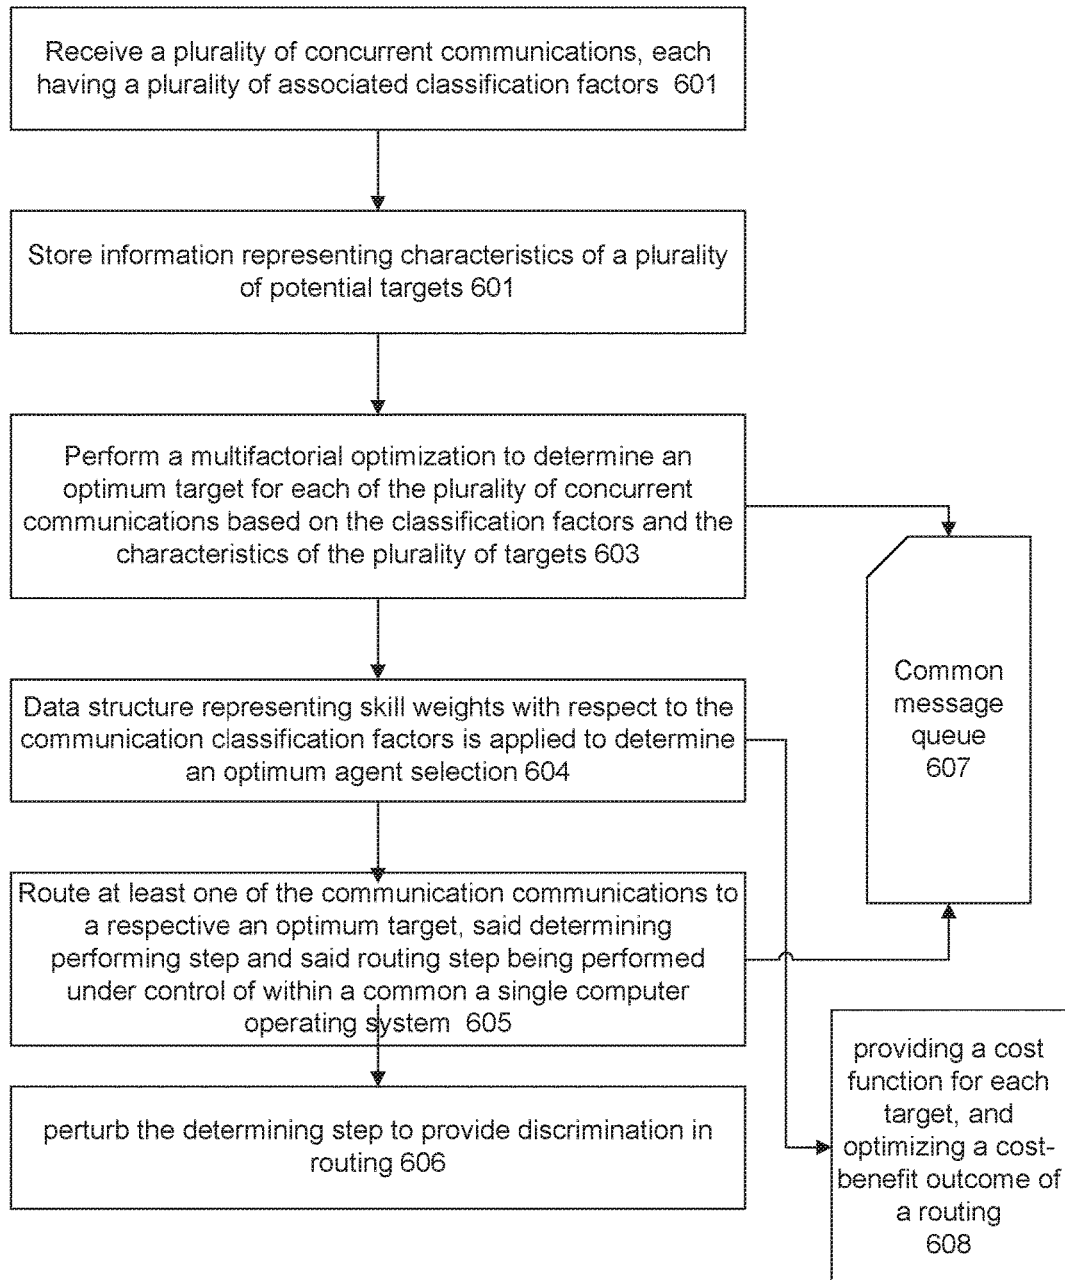 Receive a plurality of concurrent communications, each
having a plurality of associated classification factors 601
Store information representing characteristics of a plurality
of potential targets 601
Perform a multifactorial optimization to determine an
optimum target for each of the plurality of concurrent
communications based on the classification factors and the
characteristics of the plurality of targets 603
Data structure representing skill weights with respect to the
communication classification factors is applied to determine
an optimum agent selection 604
Route at least one of the communication communications to
a respective an optimum target, said determining
performing step and said routing step being performed
under control of within a common a single computer
operating system 605
perturb the determining step to provide discrimination in
routing 606
Common
message
queue
607
providing a cost
function for each
target, and
optimizing a cost-
benefit outcome of
a routing
608